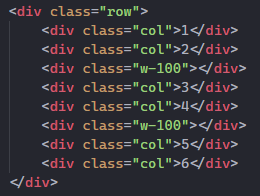 <div class="row">
    <div class="col">1</div>
    <div class="col">2</div>
    <div class="w-100"></div>
    <div class="col">3</div>
    <div class="col">4</div>
    <div class="w-100"></div>
    <div class="col">5</div>
    <div class="col">6</div>
</div>